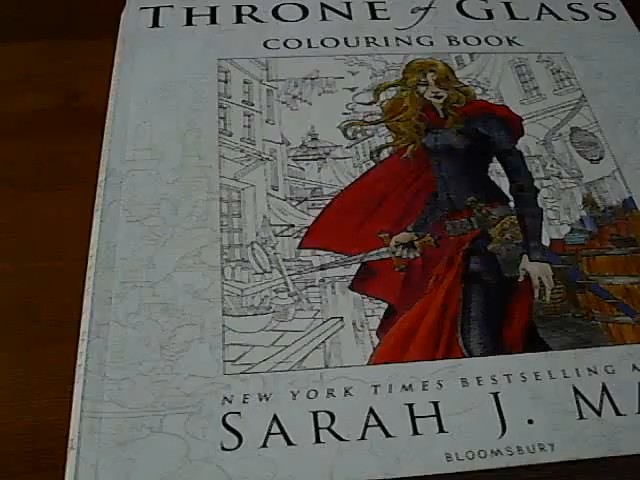 THRONE of GLASS
COLOURING BOOK
NEW YORK TIMES BESTSELLING
SARAH J.
BLOOMSBURY